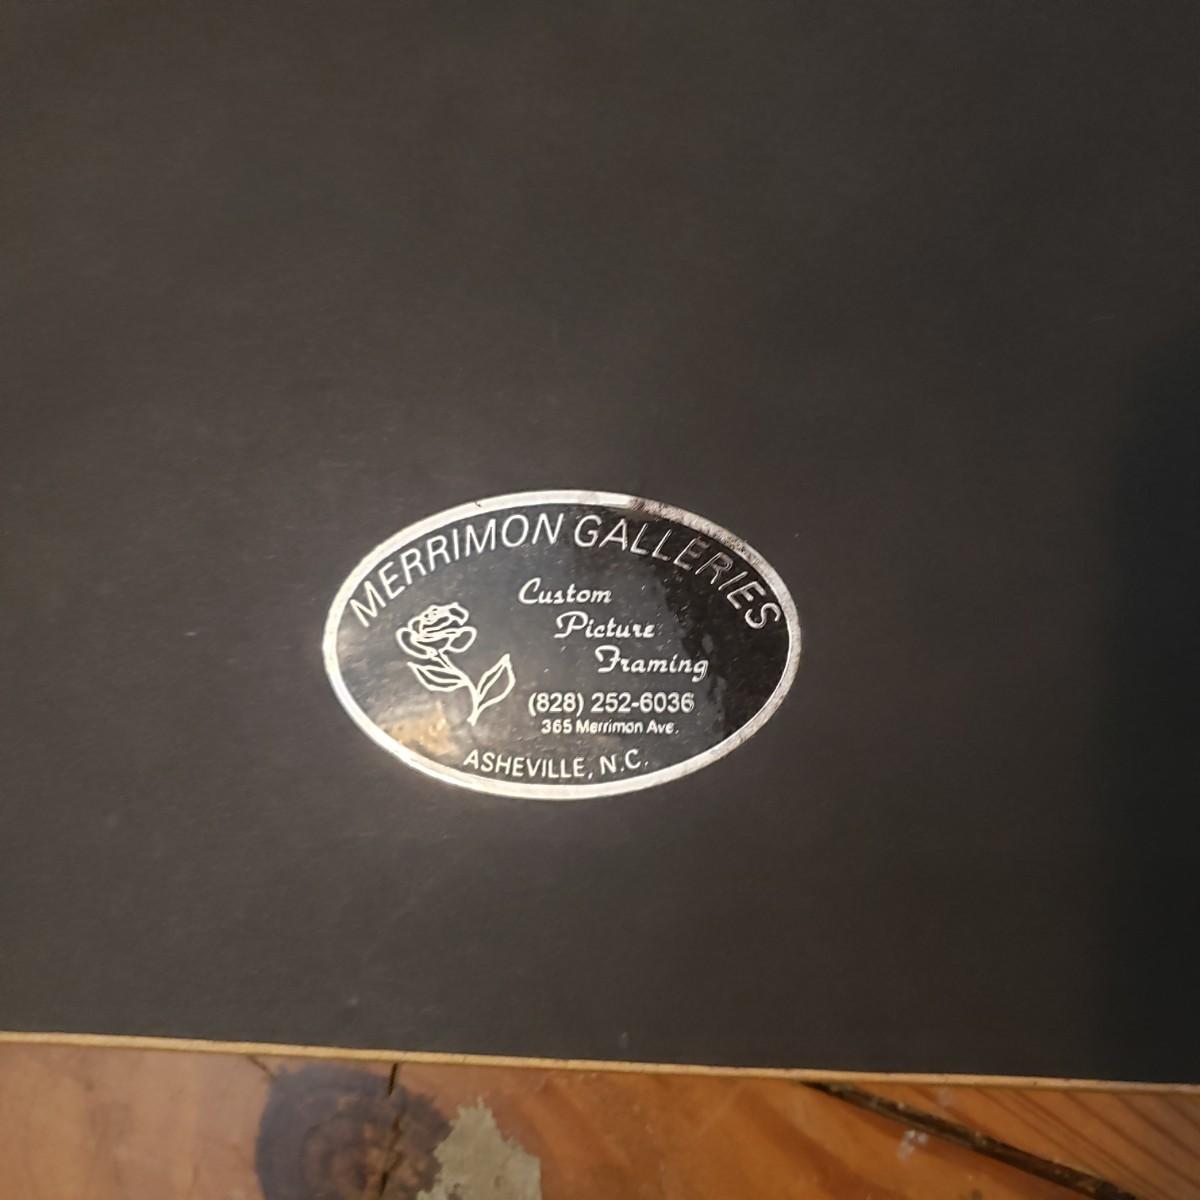 MERRIMON GALLERIES
Custom
Picture
Framing
(828) 252-6036
365 Merrimon Ave.
ASHEVILLE, N.C.